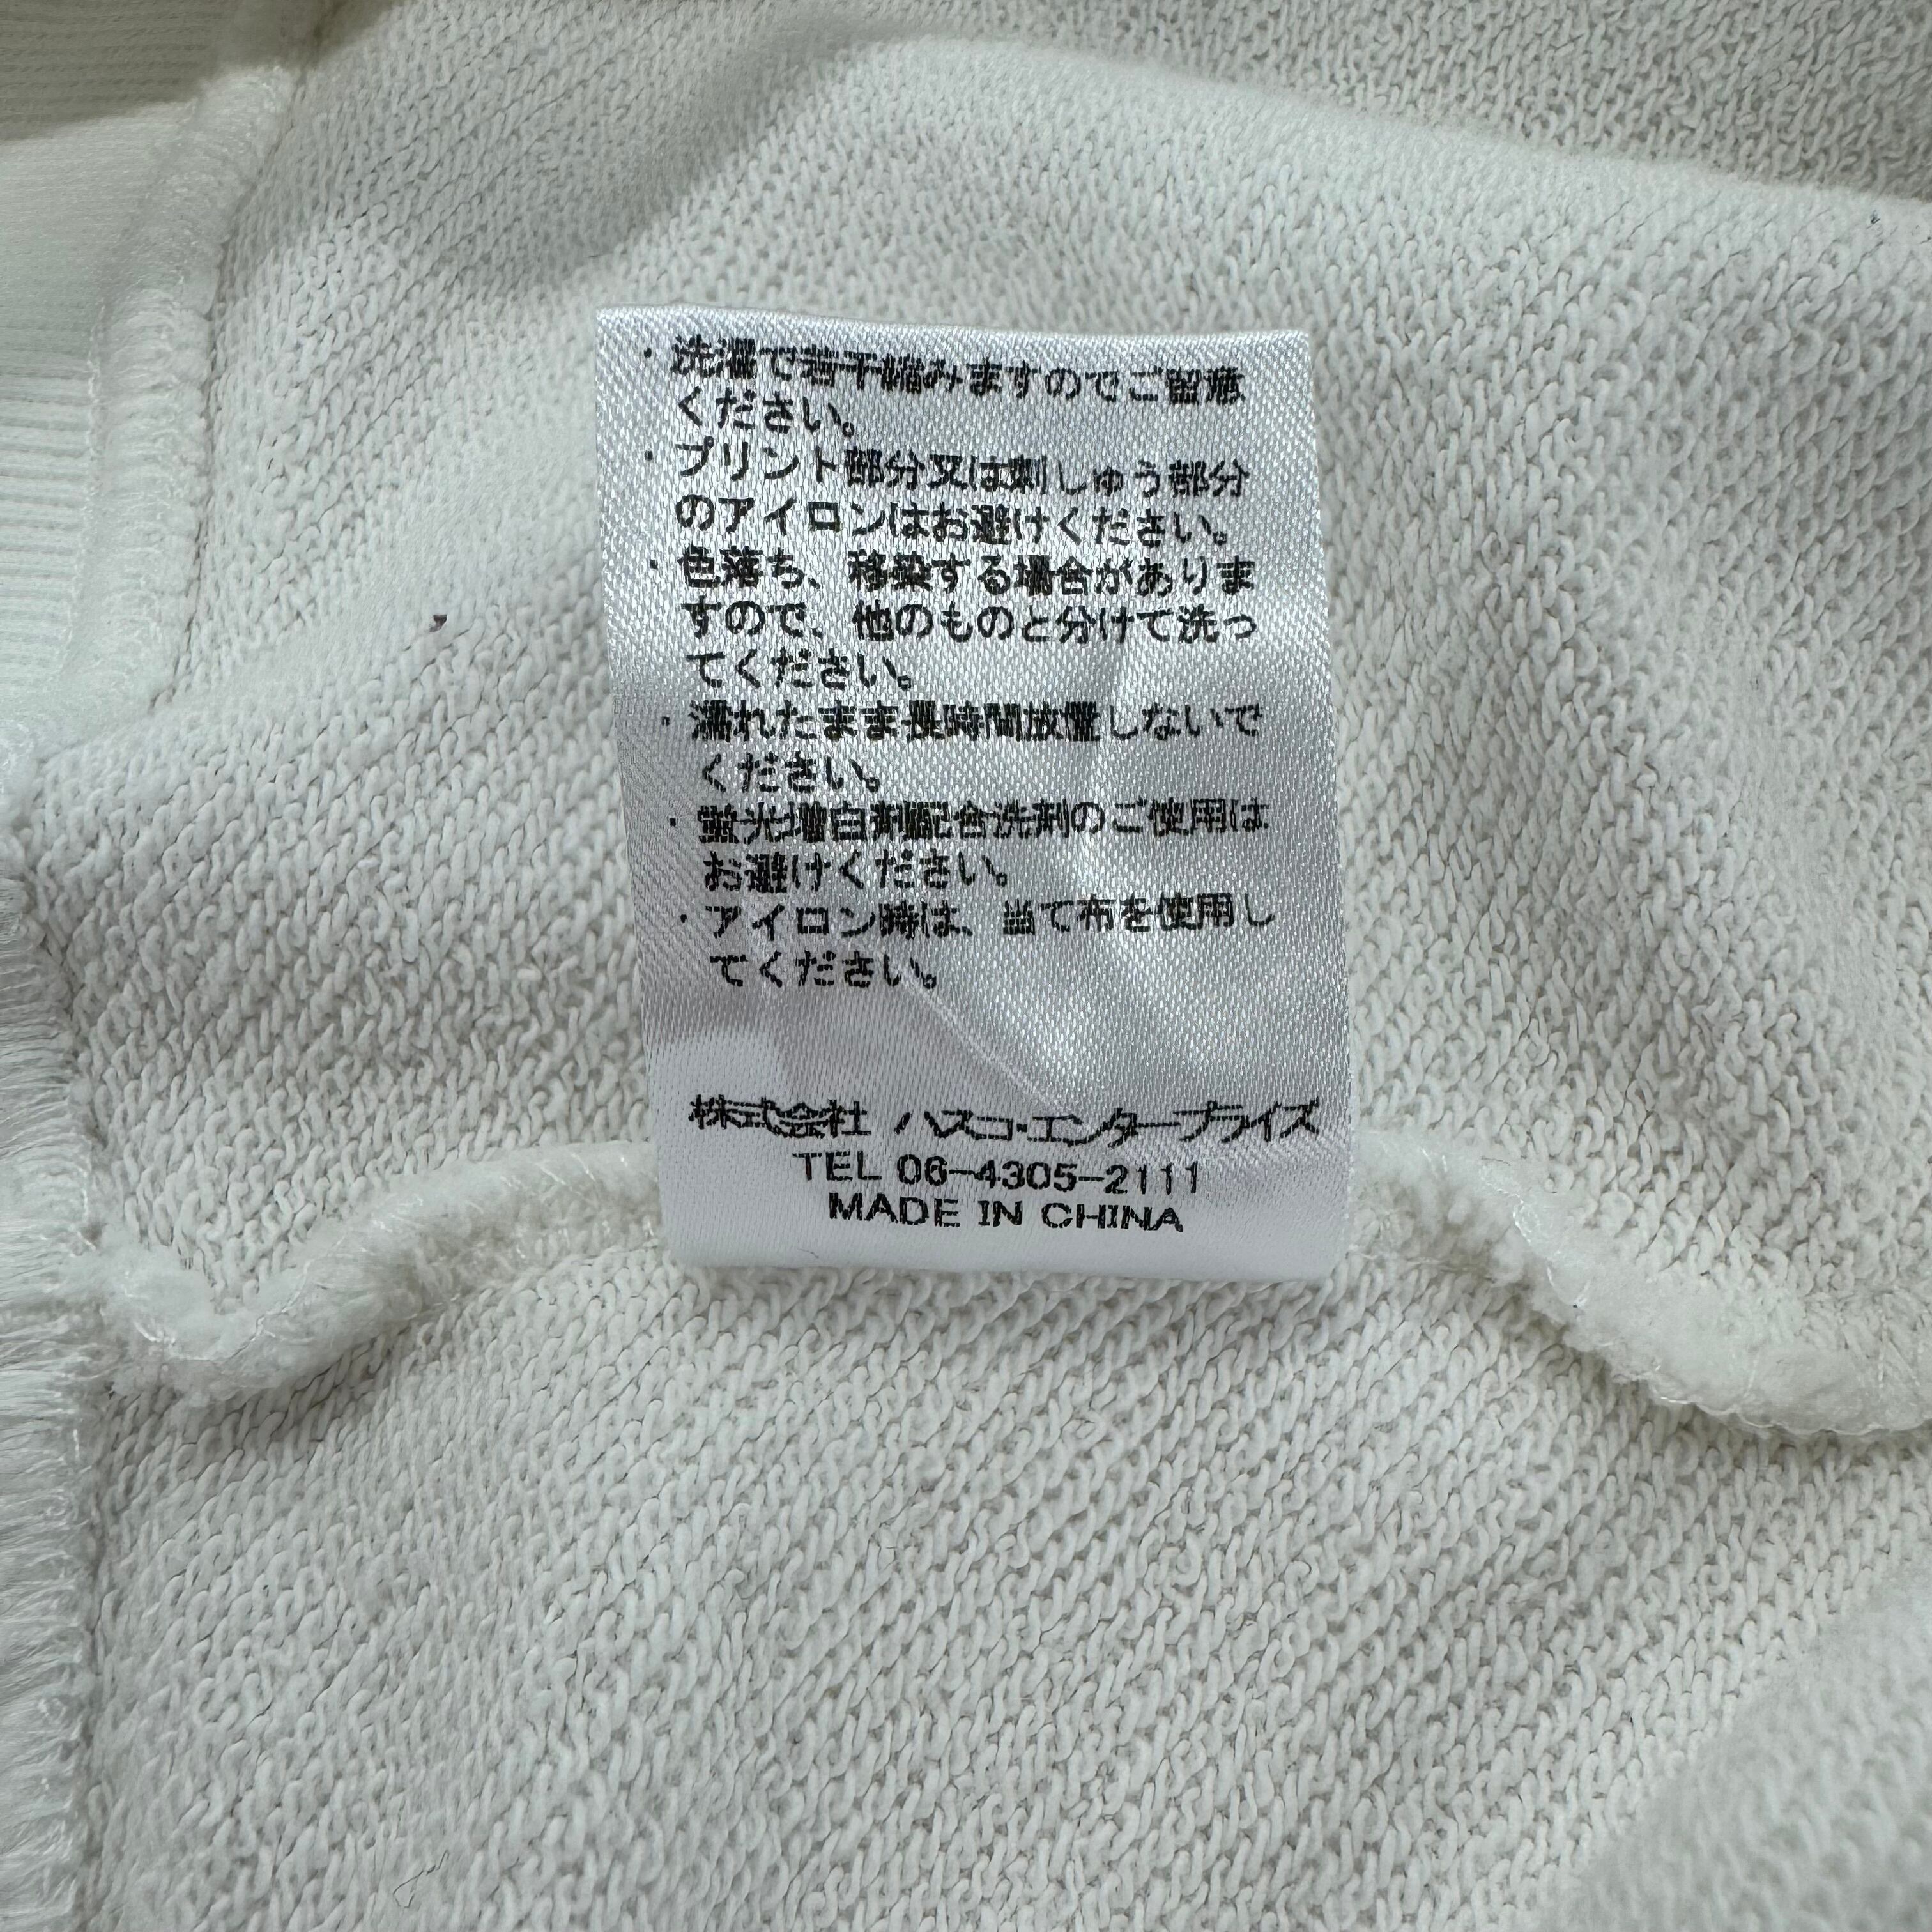 ・洗濯で若干縮みますのでご留意
ください。
・プリント部分又は刺しゅう部分
のアイロンはお避けください。
・色落ち、移染する場合がありま
すので、他のものと分けて洗っ
てください。
・濡れたまま長時間放置しないで
ください。
・蛍光増白剤配合洗剤のご使用は
お避けください。
・アイロン時は、当て布を使用し
てください。
株式会社 ハスコ・エンタープライズ
TEL 06-4305-2111
MADE IN CHINA